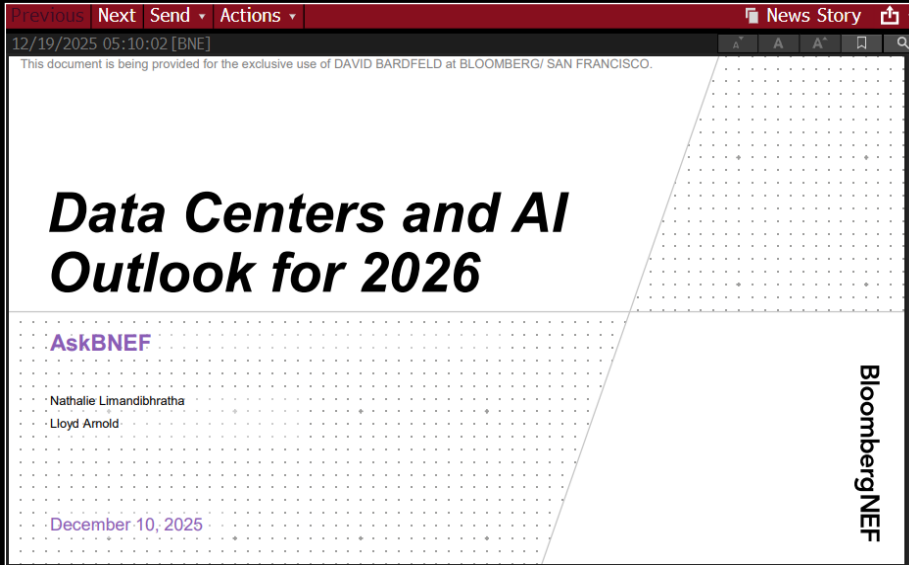 Previous Next Send Actions News Story
12/19/2025 05:10:02 [BNE] A A A
This document is being provided for the exclusive use of DAVID BARDFELD at BLOOMBERG/ SAN FRANCISCO.
Data Centers and AI
Outlook for 2026
AskBNEF
Nathalie Limandibhratha
Lloyd Arnold
December 10, 2025
BloombergNEF